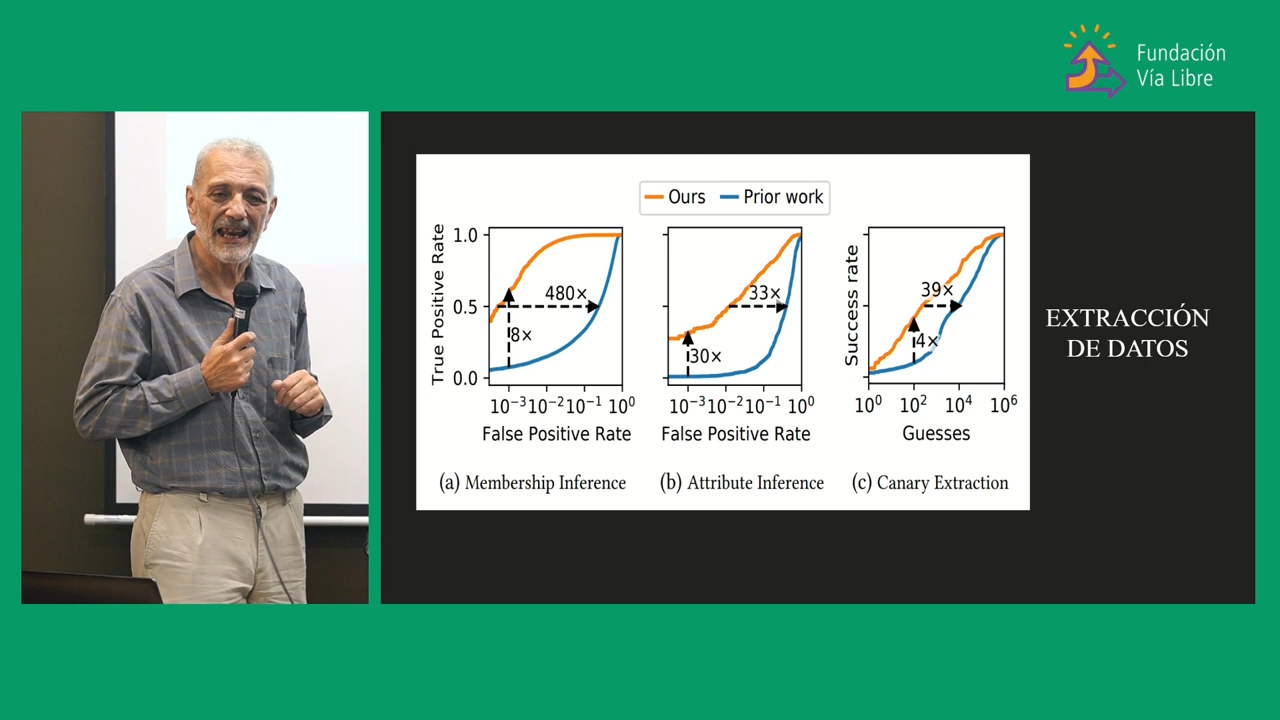 Fundación
Vía Libre
Ours Prior work
True Positive Rate
1.0
0.5
0.0
480×
8×
10⁻³ 10⁻² 10⁻¹ 10⁰
False Positive Rate
(a) Membership Inference
33×
30×
10⁻³ 10⁻² 10⁻¹ 10⁰
False Positive Rate
(b) Attribute Inference
Success rate
39×
4×
10⁰ 10² 10⁴ 10⁶
Guesses
(c) Canary Extraction
EXTRACCIÓN
DE DATOS